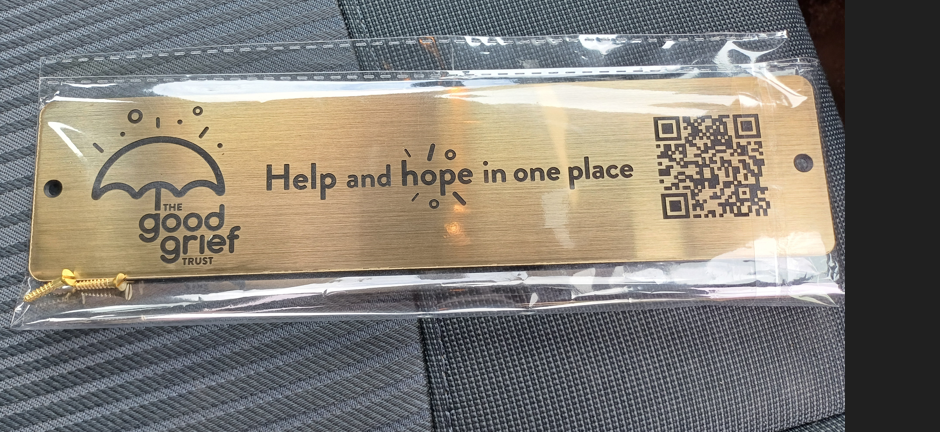 THE
good
grief
TRUST
Help and hope in one place